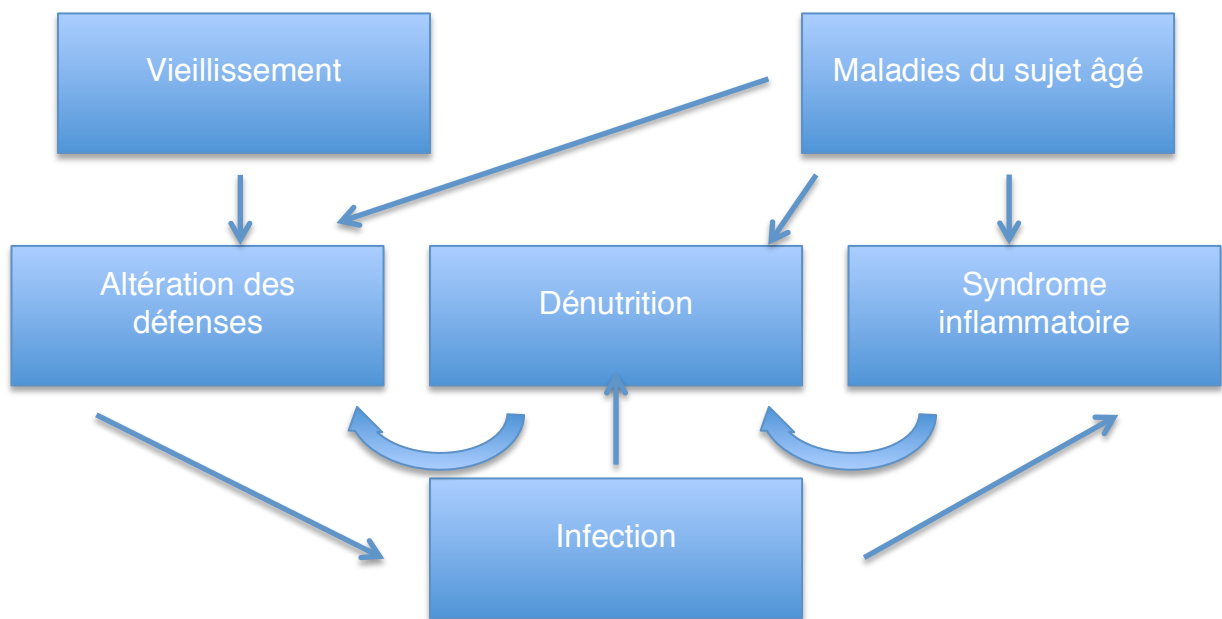 Vieillissement
Maladies du sujet âgé
Altération des
défenses
Dénutrition
Syndrome
inflammatoire
Infection